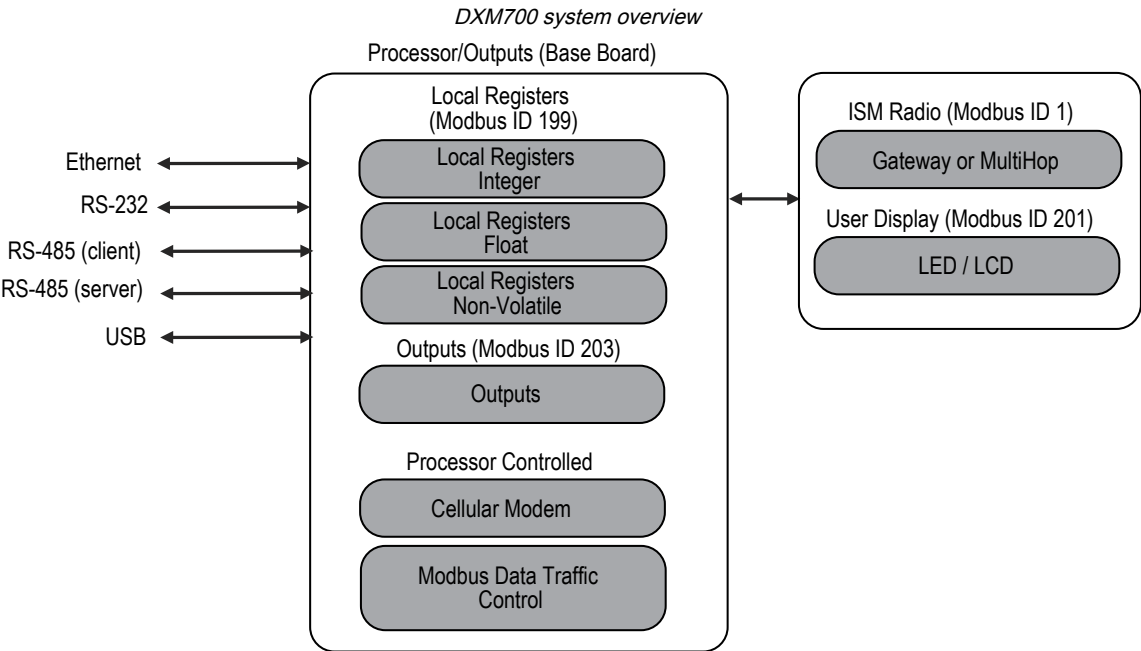 DXM700 system overview
Processor/Outputs (Base Board)
Local Registers
(Modbus ID 199)
Local Registers
Integer
Local Registers
Float
Local Registers
Non-Volatile
Outputs (Modbus ID 203)
Outputs
Processor Controlled
Cellular Modem
Modbus Data Traffic
Control
Ethernet
RS-232
RS-485 (client)
RS-485 (server)
USB
ISM Radio (Modbus ID 1)
Gateway or MultiHop
User Display (Modbus ID 201)
LED / LCD